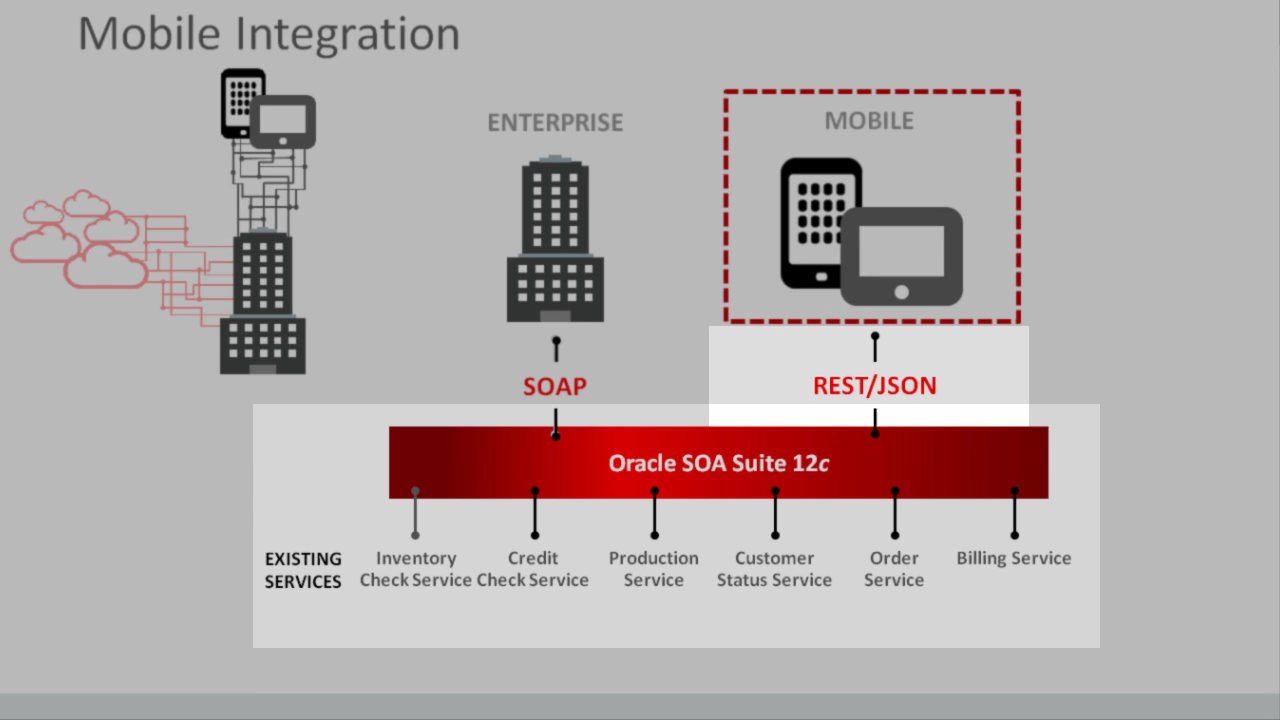 Mobile Integration
ENTERPRISE
MOBILE
SOAP
REST/JSON
Oracle SOA Suite 12c
EXISTING
SERVICES
Inventory
Check Service
Credit
Check Service
Production
Service
Customer
Status Service
Order
Service
Billing Service